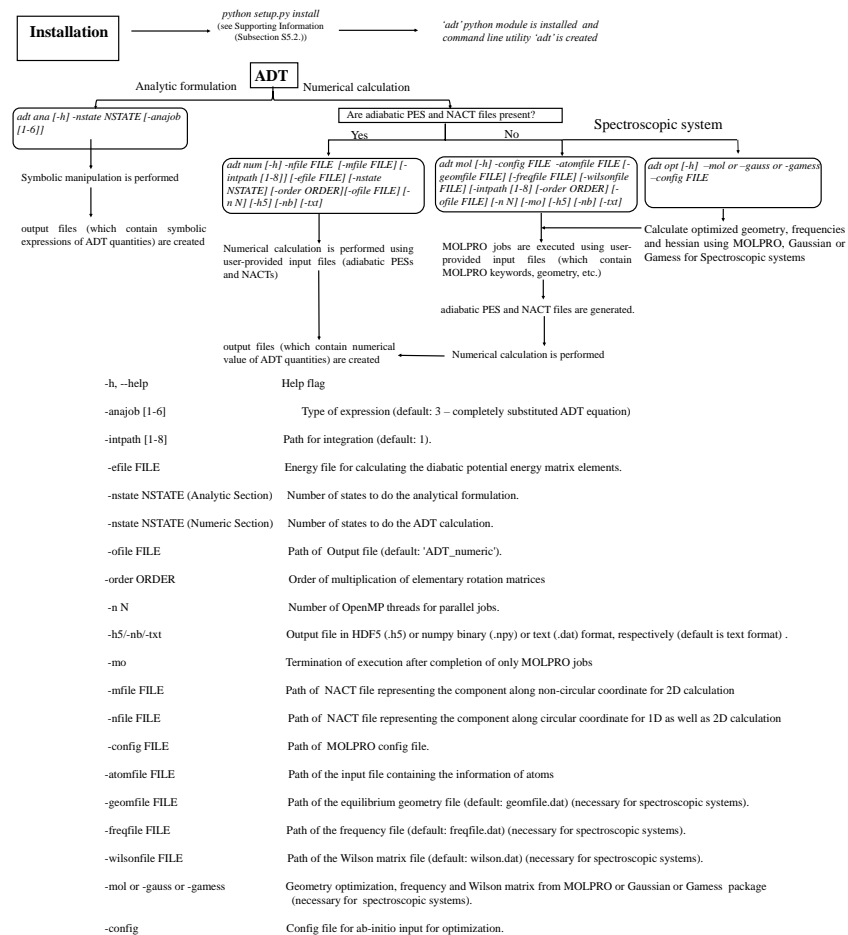 Installation
python setup.py install
(see Supporting Information
(Subsection S5.2.))
‘adt’ python module is installed and
command line utility ‘adt’ is created
ADT
Analytic formulation
Numerical calculation
adt ana [-h] -nstate NSTATE [-anajob
[1-6]]
Symbolic manipulation is performed
output files (which contain symbolic
expressions of ADT quantities) are created
Are adiabatic PES and NACT files present?
Yes
No
Spectroscopic system
adt num [-h] -nfile FILE [-mfile FILE] [-
intpath [1-8]] [-efile FILE] [-nstate
NSTATE] [-order ORDER][-ofile FILE] [-
n N] [-h5] [-nb] [-txt]
Numerical calculation is performed using
user-provided input files (adiabatic PESs
and NACTs)
output files (which contain numerical
value of ADT quantities) are created
adt mol [-h] -config FILE -atomfile FILE [-
geomfile FILE] [-freqfile FILE] [-wilsonfile
FILE] [-intpath [1-8] [-order ORDER] [-
ofile FILE] [-n N] [-mo] [-h5] [-nb] [-txt]
MOLPRO jobs are executed using user-
provided input files (which contain
MOLPRO keywords, geometry, etc.)
adiabatic PES and NACT files are generated.
Numerical calculation is performed
adt opt [-h] –mol or –gauss or -gamess
–config FILE
Calculate optimized geometry, frequencies
and hessian using MOLPRO, Gaussian or
Gamess for Spectroscopic systems
-h, --help Help flag
-anajob [1-6] Type of expression (default: 3 – completely substituted ADT equation)
-intpath [1-8] Path for integration (default: 1).
-efile FILE Energy file for calculating the diabatic potential energy matrix elements.
-nstate NSTATE (Analytic Section) Number of states to do the analytical formulation.
-nstate NSTATE (Numeric Section) Number of states to do the ADT calculation.
-ofile FILE Path of Output file (default: 'ADT_numeric').
-order ORDER Order of multiplication of elementary rotation matrices
-n N Number of OpenMP threads for parallel jobs.
-h5/-nb/-txt Output file in HDF5 (.h5) or numpy binary (.npy) or text (.dat) format, respectively (default is text format) .
-mo Termination of execution after completion of only MOLPRO jobs
-mfile FILE Path of NACT file representing the component along non-circular coordinate for 2D calculation
-nfile FILE Path of NACT file representing the component along circular coordinate for 1D as well as 2D calculation
-config FILE Path of MOLPRO config file.
-atomfile FILE Path of the input file containing the information of atoms
-geomfile FILE Path of the equilibrium geometry file (default: geomfile.dat) (necessary for spectroscopic systems).
-freqfile FILE Path of the frequency file (default: freqfile.dat) (necessary for spectroscopic systems).
-wilsonfile FILE Path of the Wilson matrix file (default: wilson.dat) (necessary for spectroscopic systems).
-mol or -gauss or -gamess Geometry optimization, frequency and Wilson matrix from MOLPRO or Gaussian or Gamess package
(necessary for spectroscopic systems).
-config Config file for ab-initio input for optimization.